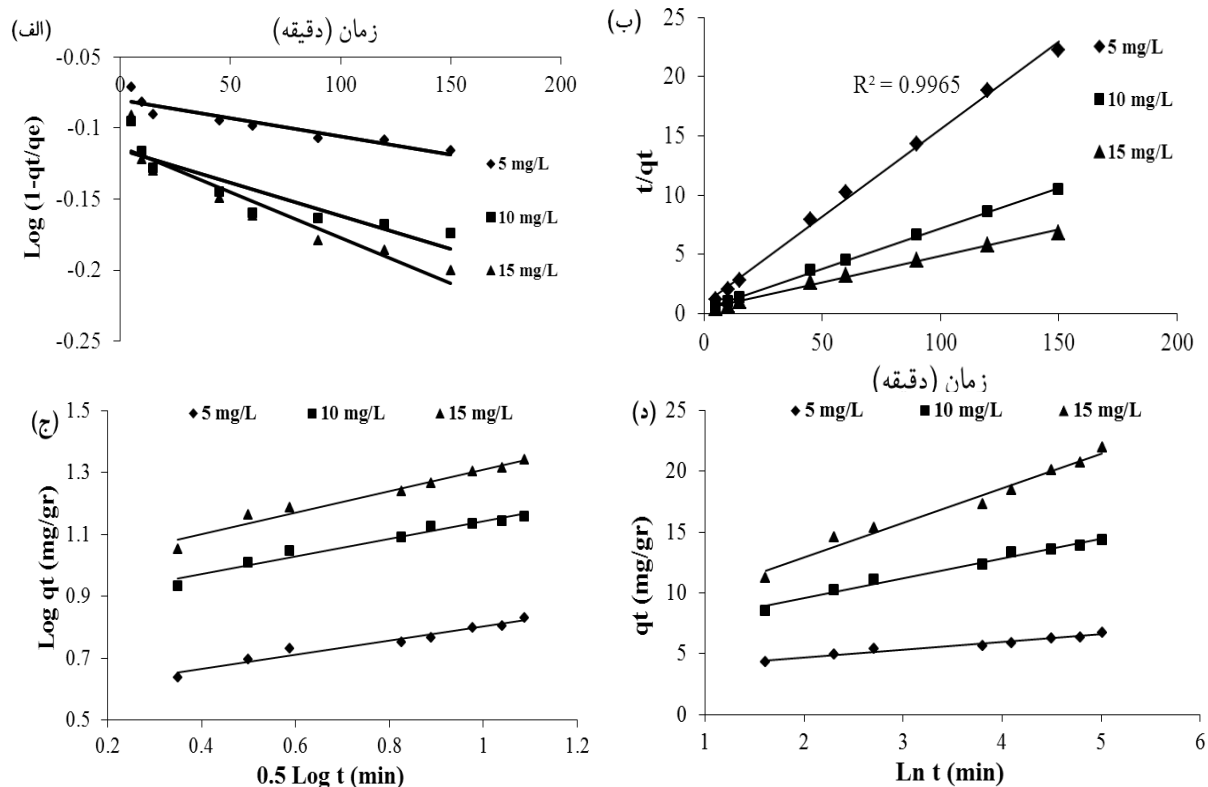 (الف)
زمان (دقیقه)
-0.05
0 50 100 150 200
-0.1
-0.15
-0.2
-0.25
Log (1-qt/qe)
5 mg/L
10 mg/L
15 mg/L
(ب)
25
20
15
10
5
0
t/qt
R² = 0.9965
5 mg/L
10 mg/L
15 mg/L
0 50 100 150 200
زمان (دقیقه)
(ج)
5 mg/L 10 mg/L 15 mg/L
1.5
1.3
1.1
0.9
0.7
0.5
Log qt (mg/gr)
0.2 0.4 0.6 0.8 1 1.2
0.5 Log t (min)
(د)
5 mg/L 10 mg/L 15 mg/L
25
20
15
10
5
0
qt (mg/gr)
1 2 3 4 5 6
Ln t (min)